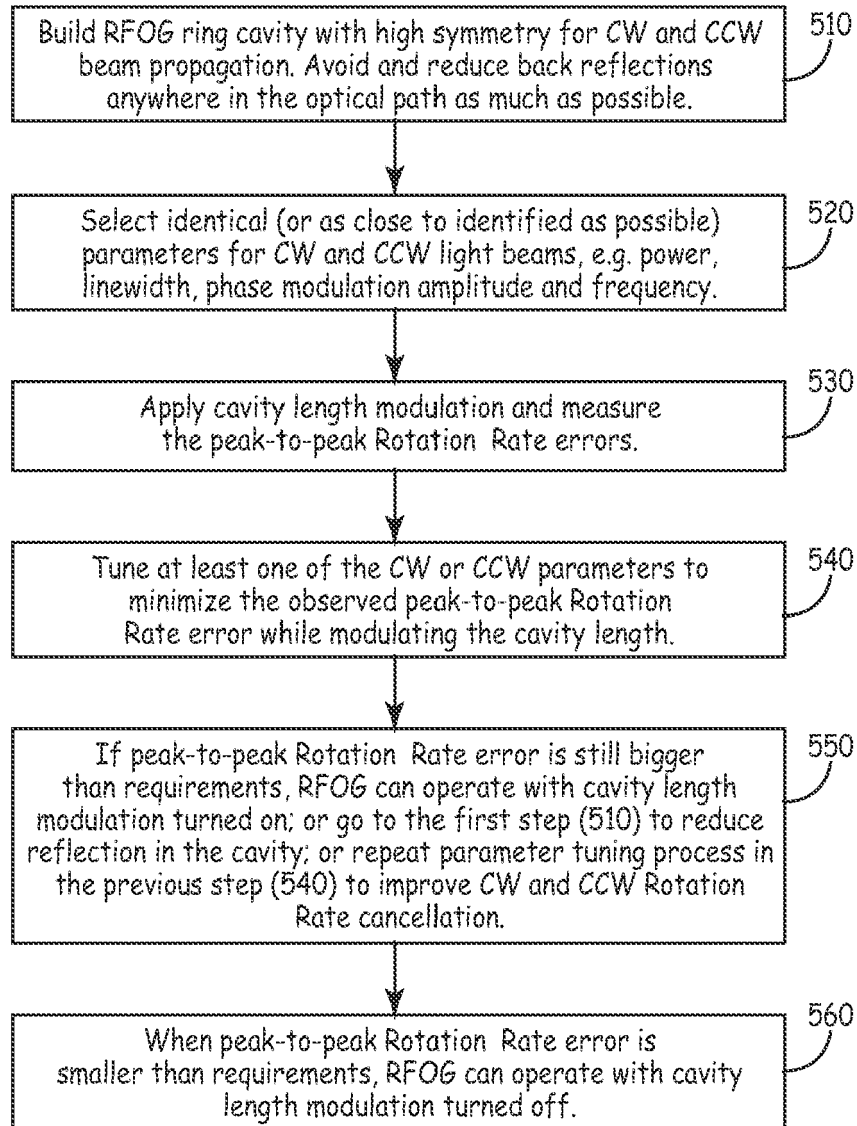 Build RFOG ring cavity with high symmetry for CW and CCW
beam propagation. Avoid and reduce back reflections
anywhere in the optical path as much as possible.
510
Select identical (or as close to identified as possible)
parameters for CW and CCW light beams, e.g. power,
linewidth, phase modulation amplitude and frequency.
520
Apply cavity length modulation and measure
the peak-to-peak Rotation Rate errors.
530
Tune at least one of the CW or CCW parameters to
minimize the observed peak-to-peak Rotation
Rate error while modulating the cavity length.
540
If peak-to-peak Rotation Rate error is still bigger
than requirements, RFOG can operate with cavity length
modulation turned on; or go to the first step (510) to reduce
reflection in the cavity; or repeat parameter tuning process in
the previous step (540) to improve CW and CCW Rotation
Rate cancellation.
550
When peak-to-peak Rotation Rate error is
smaller than requirements, RFOG can operate with cavity
length modulation turned off.
560